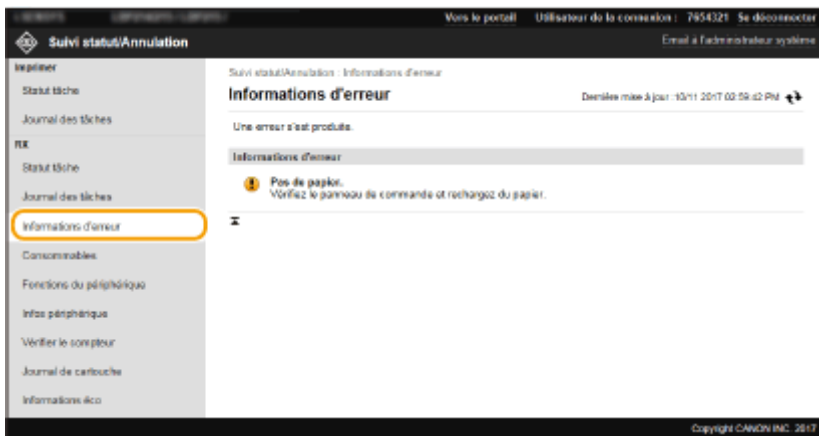 Vers le portail Utilisateur de la connexion : 7654321 Se déconnecter
Suivi statut/Annulation
Email à l'administrateur système
Imprimer
Statut tâche
Journal des tâches
RX
Statut tâche
Journal des tâches
Informations d'erreur
Consommables
Fonctions du périphérique
Infos périphérique
Vérifier le compteur
Journal de cartouche
Informations éco
Suivi statut/Annulation : Informations d'erreur
Informations d'erreur
Dernière mise à jour :10/11 2017 02:59:42 PM
Une erreur s'est produite.
Informations d'erreur
Pas de papier.
Vérifiez le panneau de commande et rechargez du papier.
Copyright CANON INC. 2017